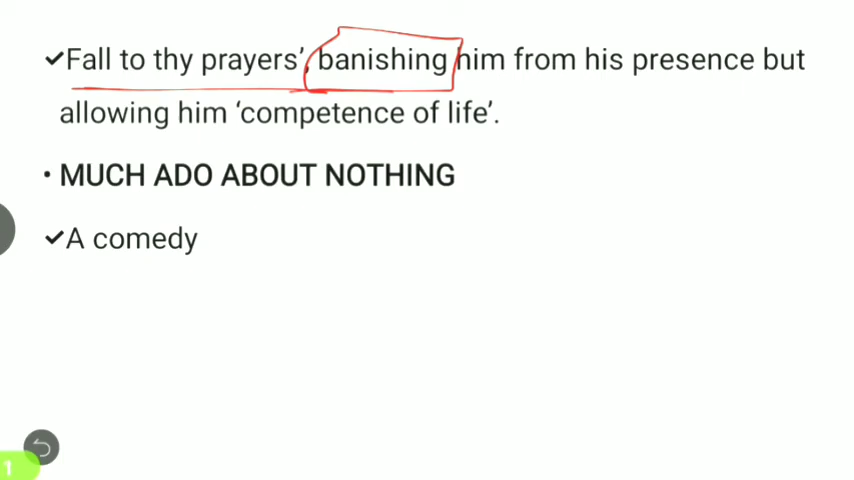 ✓Fall to thy prayers’, banishing him from his presence but
allowing him ‘competence of life’.
• MUCH ADO ABOUT NOTHING
✓A comedy
1